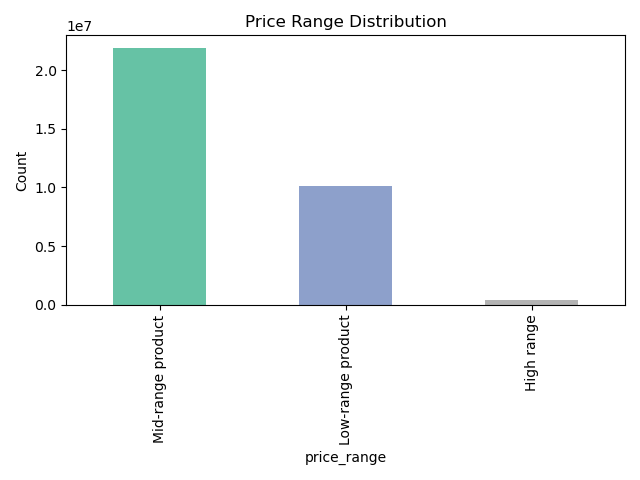 Price Range Distribution
1e7
2.0
1.5
1.0
0.5
0.0
Count
Mid-range product
Low-range product
High range
price_range